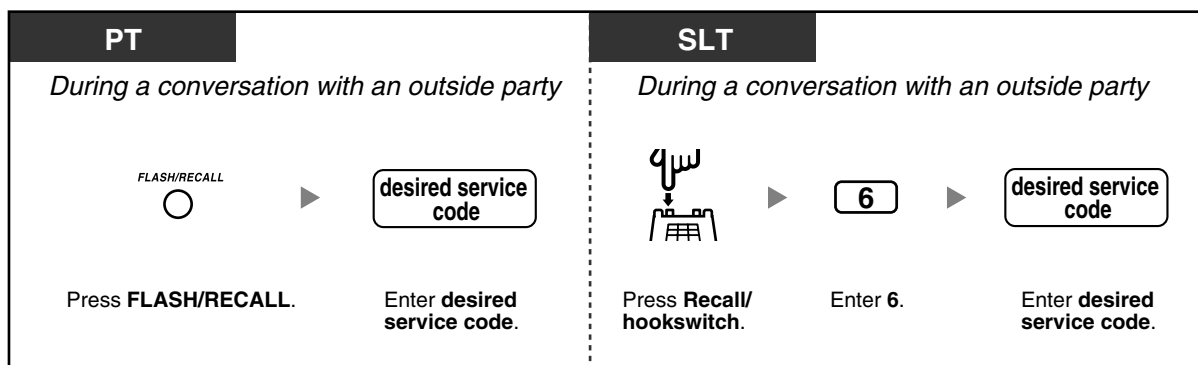 PT
During a conversation with an outside party
FLASH/RECALL
desired service
code
Press FLASH/RECALL.
Enter desired
service code.
SLT
During a conversation with an outside party
6
desired service
code
Press Recall/
hookswitch.
Enter 6.
Enter desired
service code.